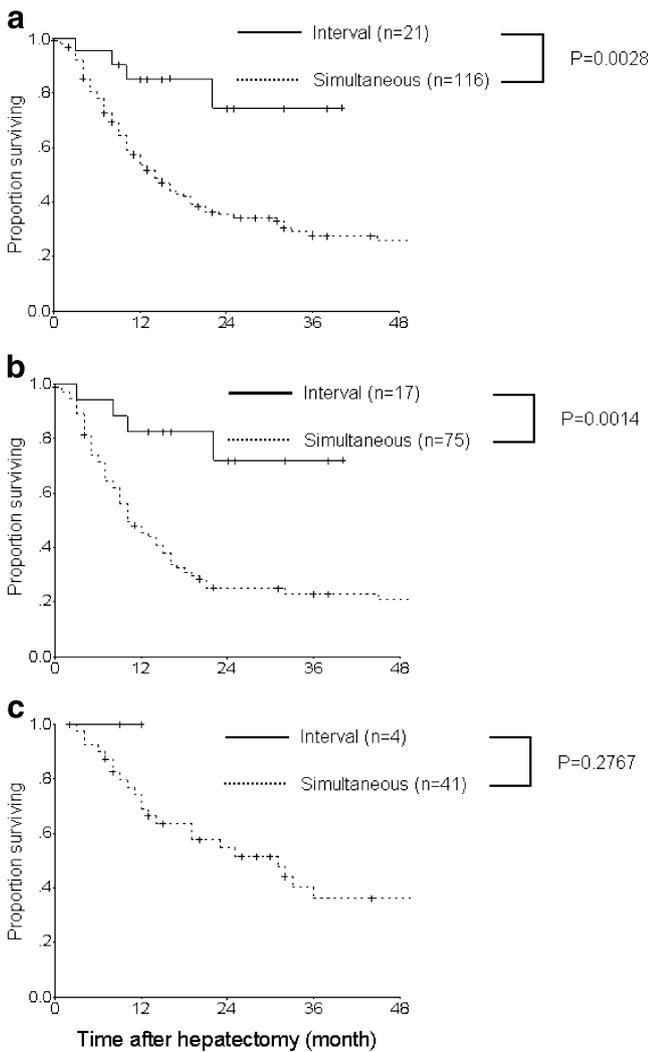 a
1.0
.8
.6
.4
.2
0.0
Proportion surviving
Interval (n=21)
Simultaneous (n=116)
P=0.0028
0 12 24 36 48
b
1.0
.8
.6
.4
.2
0.0
Proportion surviving
Interval (n=17)
Simultaneous (n=75)
P=0.0014
0 12 24 36 48
c
1.0
.8
.6
.4
.2
0.0
Proportion surviving
Interval (n=4)
Simultaneous (n=41)
P=0.2767
0 12 24 36 48
Time after hepatectomy (month)